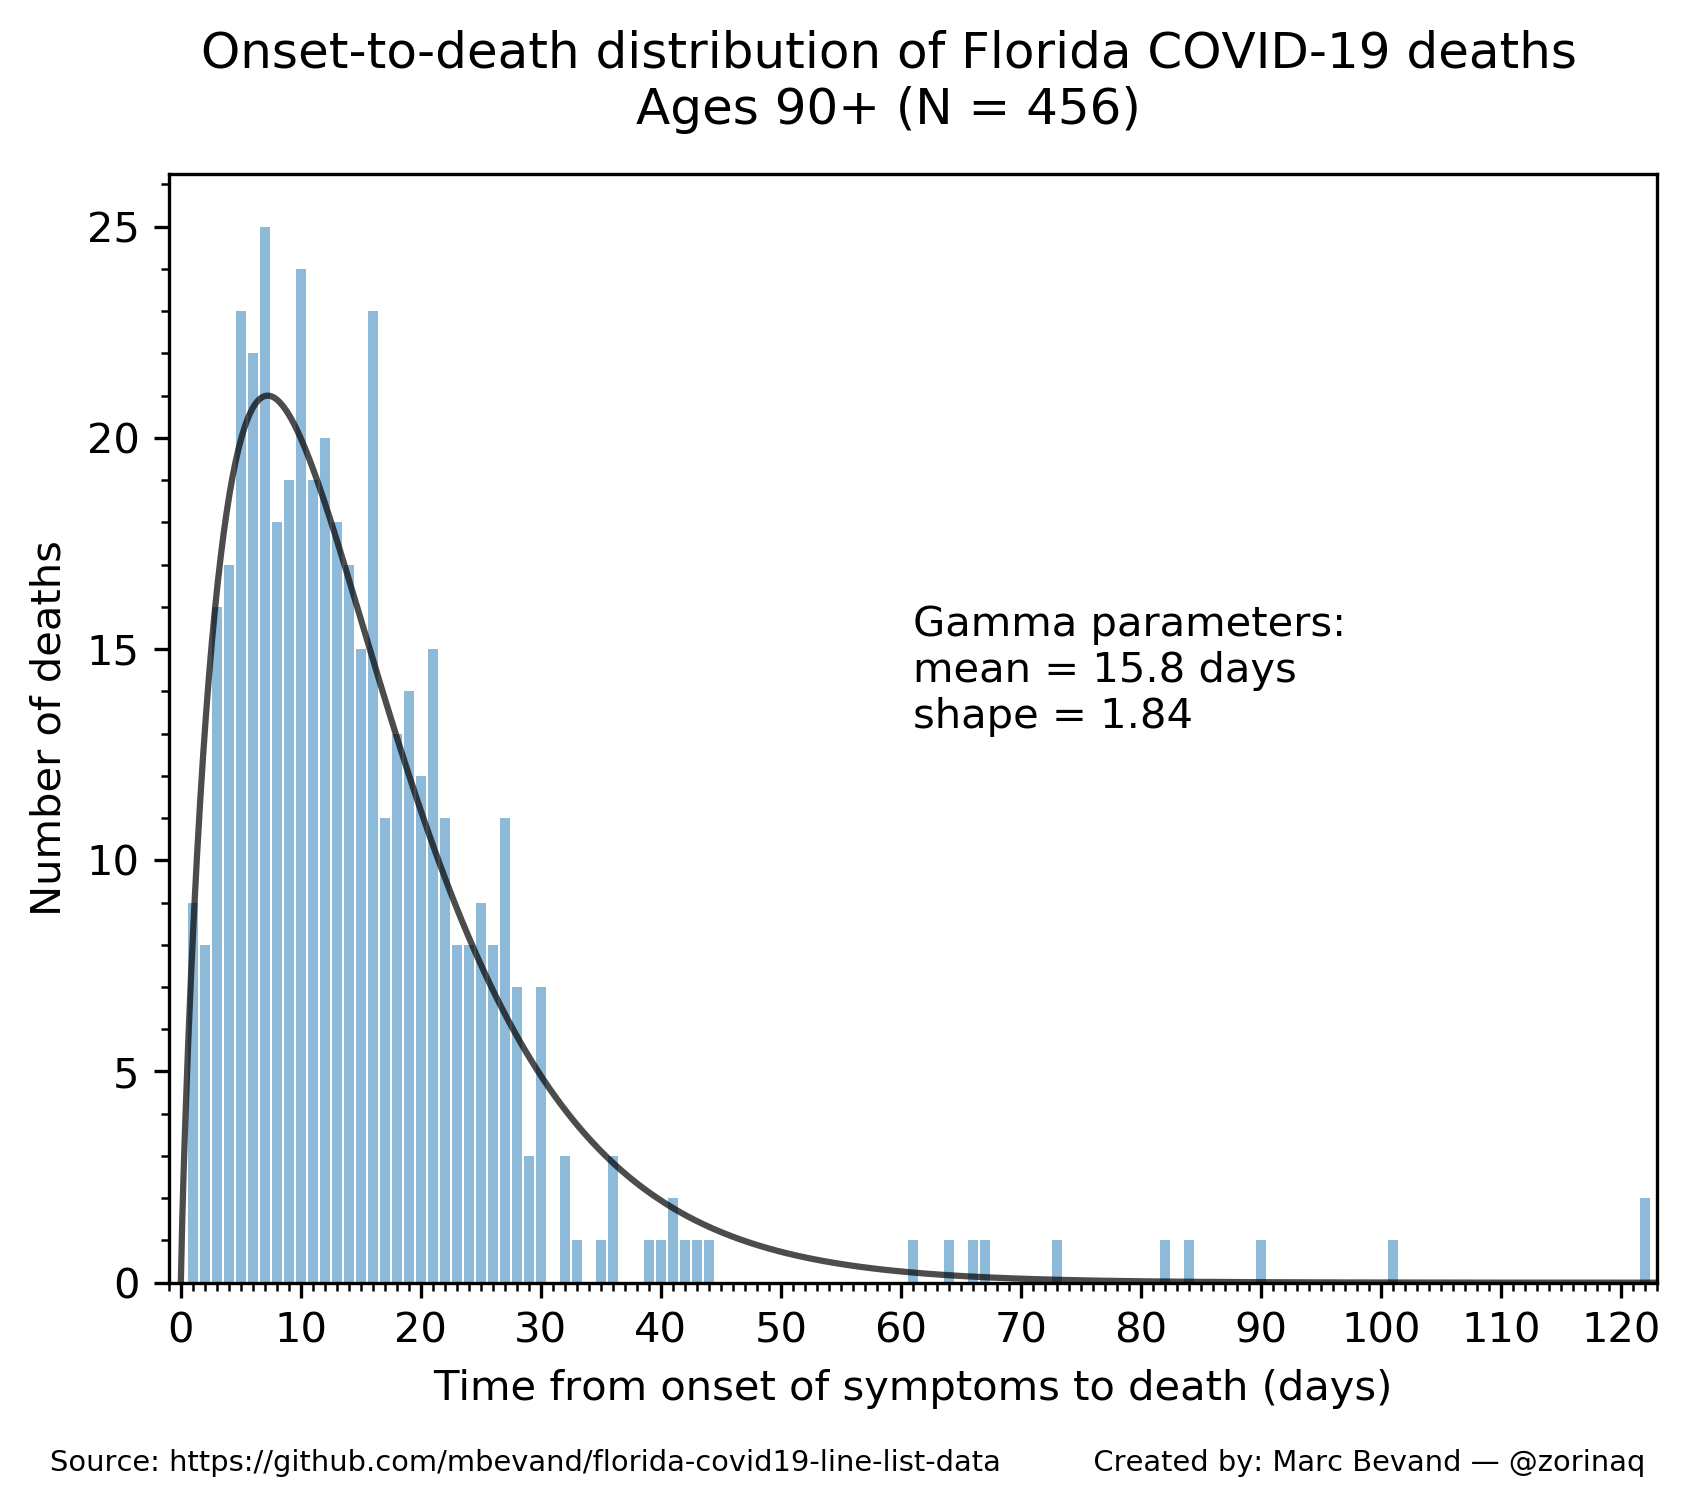 Onset-to-death distribution of Florida COVID-19 deaths
Ages 90+ (N = 456)
25
20
15
10
5
0
Number of deaths
Gamma parameters:
mean = 15.8 days
shape = 1.84
0 10 20 30 40 50 60 70 80 90 100 110 120
Time from onset of symptoms to death (days)
Source: https://github.com/mbevand/florida-covid19-line-list-data
Created by: Marc Bevand — @zorinaq